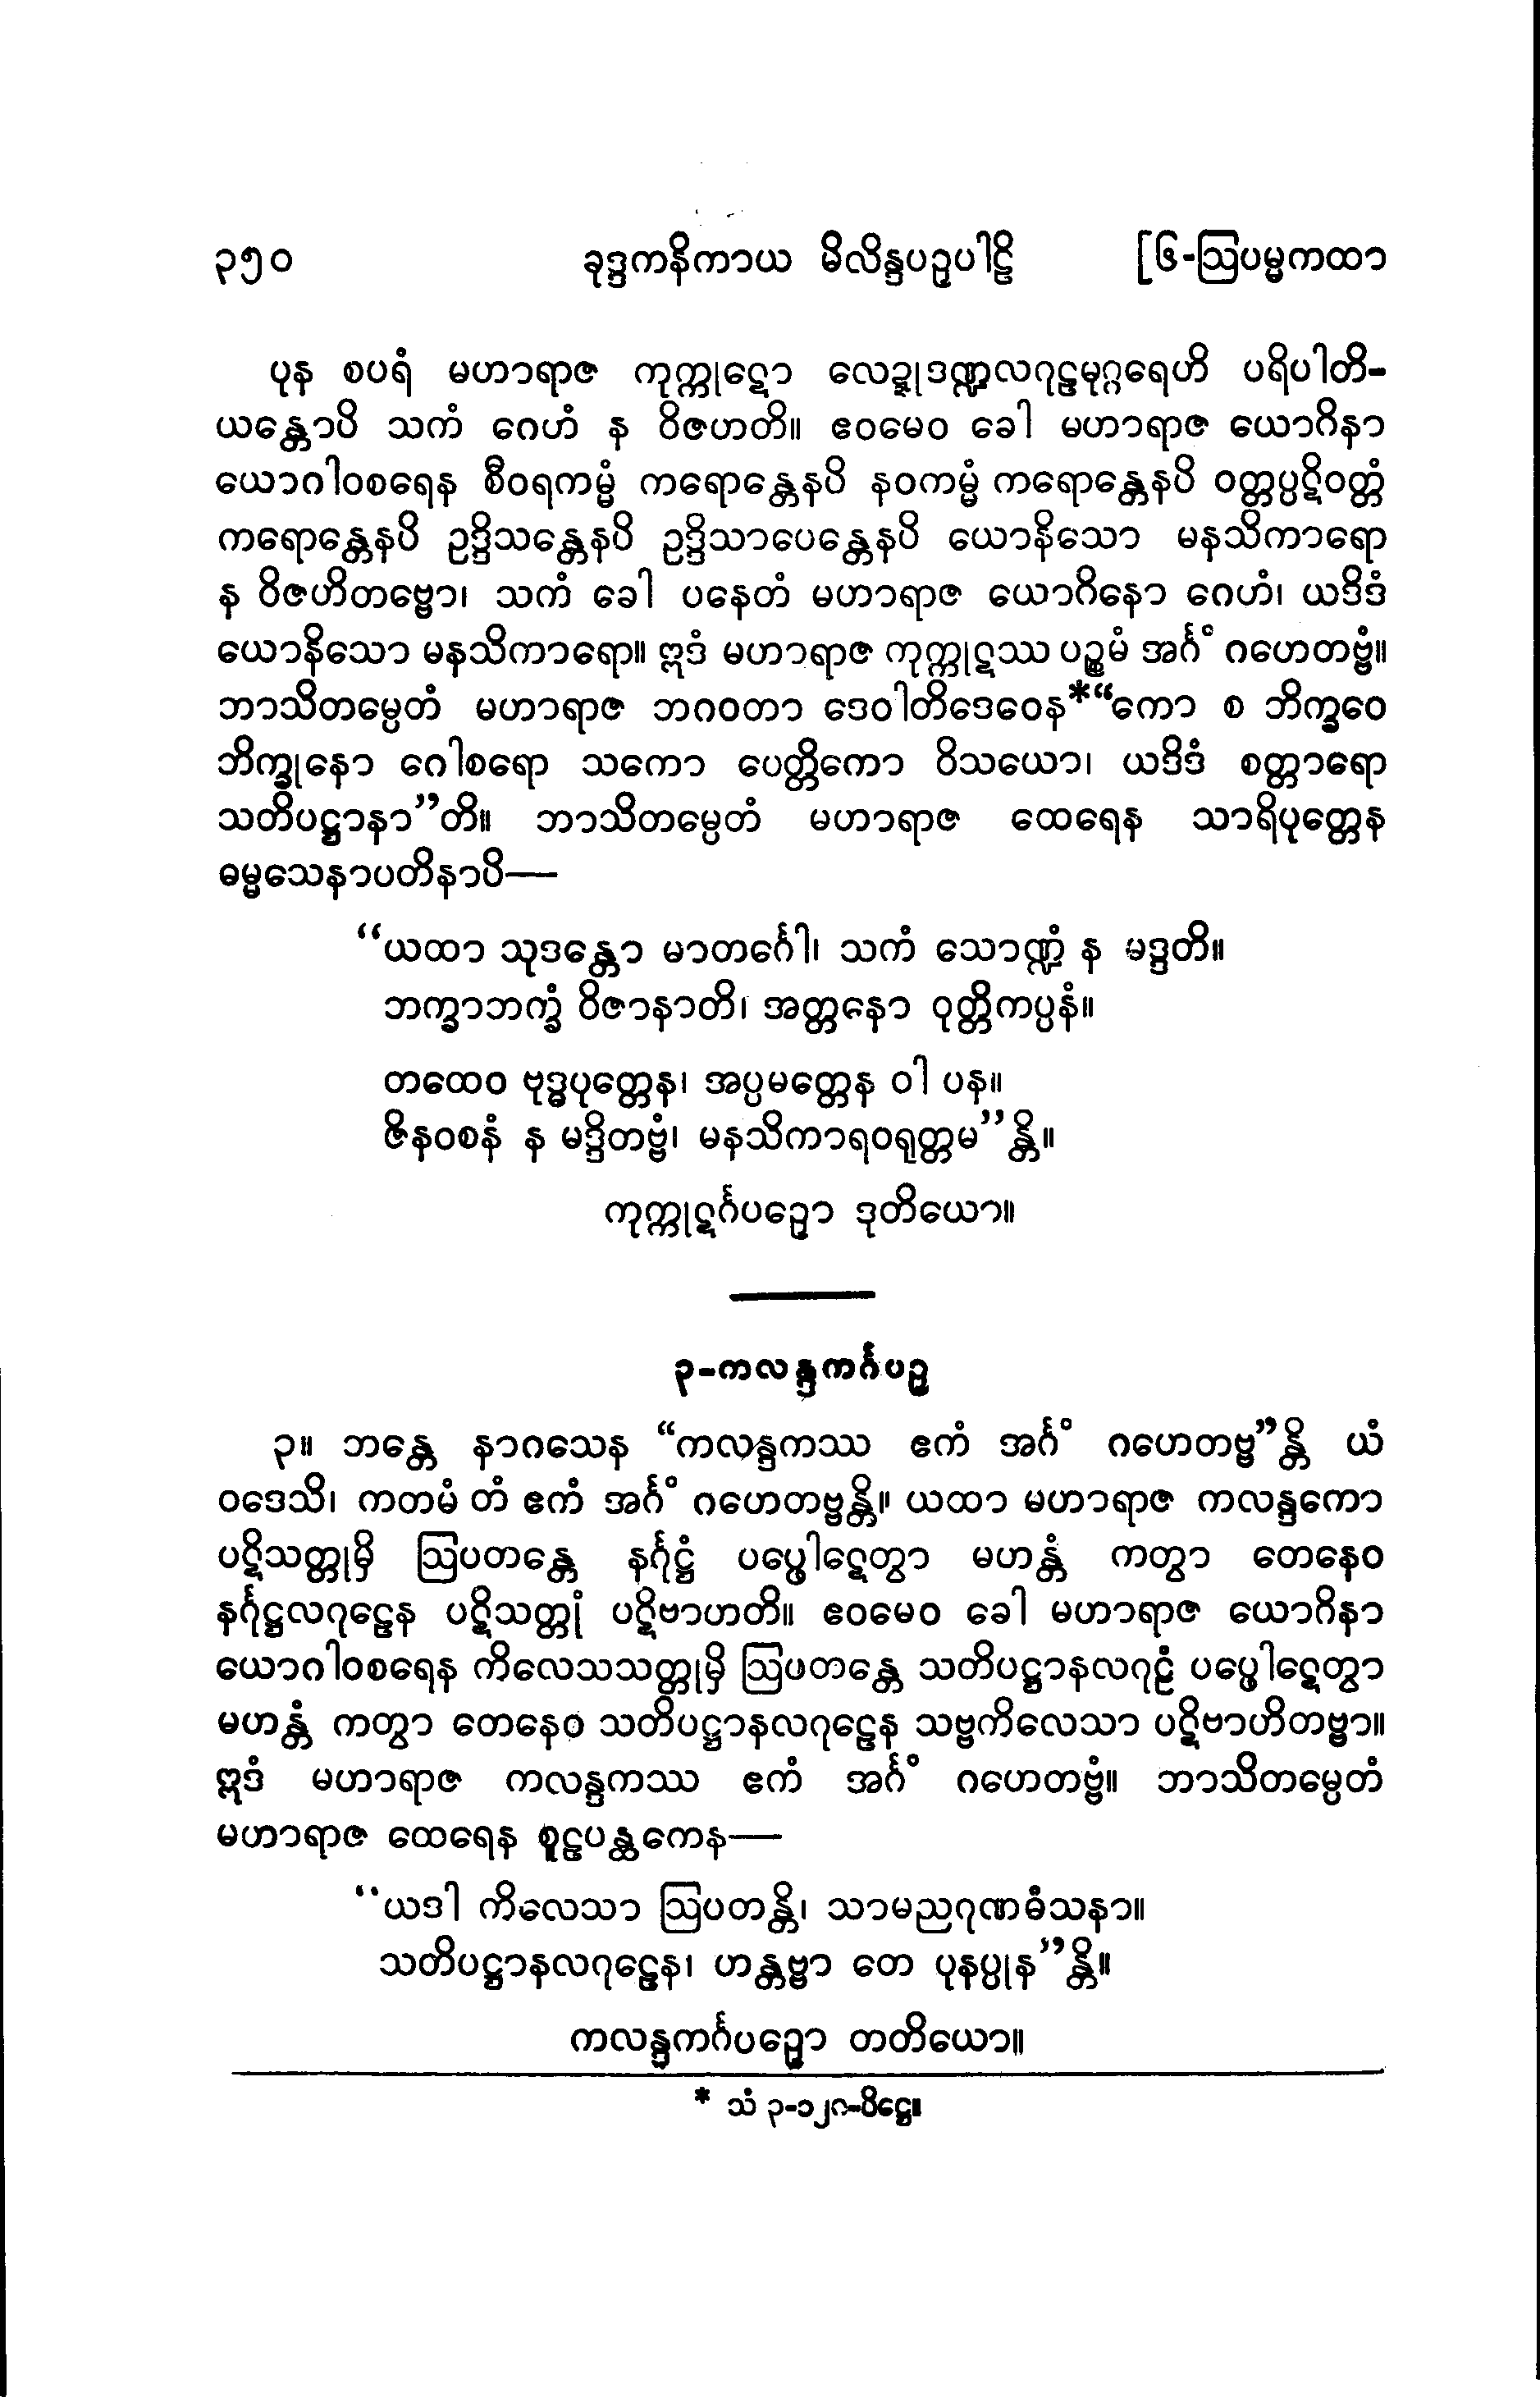 ၃၅၀ ခုဒ္ဒကနိကာယ မိလိန္ဒပဉှပါဠိ [၆-ဩပမ္မကထာ
ပုန စပရံ မဟာရာဇ ကုက္ကုဋော လေဍ္ဍုဒဏ္ဍလဂုဠမုဂ္ဂရေဟိ ပရိပါတိ-
ယန္တောပိ သကံ ဂေဟံ န ဝိဇဟတိ။ ဧဝမေဝ ခေါ မဟာရာဇ ယောဂိနာ
ယောဂါဝစရေန စီဝရကမ္မံ ကရောန္တေနပိ နဝကမ္မံ ကရောန္တေနပိ ဝတ္တပ္ပဋိဝတ္တံ
ကရောန္တေနပိ ဥဒ္ဒိသန္တေနပိ ဥဒ္ဒိသာပေန္တေနပိ ယောနိသော မနသိကာရော
န ဝိဇဟိတဗ္ဗော၊ သကံ ခေါ ပနေတံ မဟာရာဇ ယောဂိနော ဂေဟံ၊ ယဒိဒံ
ယောနိသော မနသိကာရော။ ဣဒံ မဟာရာဇ ကုက္ကုဋဿ ပဉ္စမံ အင်္ဂံ ဂဟေတဗ္ဗံ။
ဘာသိတမ္ပေတံ မဟာရာဇ ဘဂဝတာ ဒေဝါတိဒေဝေန*“ကော စ ဘိက္ခဝေ
ဘိက္ခုနော ဂေါစရော သကော ပေတ္တိကော ဝိသယော၊ ယဒိဒံ စတ္တာရော
သတိပဋ္ဌာနာ”တိ။ ဘာသိတမ္ပေတံ မဟာရာဇ ထေရေန သာရိပုတ္တေန
ဓမ္မသေနာပတိနာပိ—
“ယထာ သုဒန္တော မာတင်္ဂေါ၊ သကံ သောဏ္ဍံ န မဒ္ဒတိ။
ဘက္ခာဘက္ခံ ဝိဇာနာတိ၊ အတ္တနော ဝုတ္တိကပ္ပနံ။
တထေဝ ဗုဒ္ဓပုတ္တေန၊ အပ္ပမတ္တေန ဝါ ပန။
ဇိနဝစနံ န မဒ္ဒိတဗ္ဗံ၊ မနသိကာရဝရုတ္တမ”န္တိ။
ကုက္ကုဋင်္ဂပဉှော ဒုတိယော။
၃-ကလန္ဒကင်္ဂပဉှ
၃။ ဘန္တေ နာဂသေန “ကလန္ဒကဿ ဧကံ အင်္ဂံ ဂဟေတဗ္ဗ”န္တိ ယံ
ဝဒေသိ၊ ကတမံ တံ ဧကံ အင်္ဂံ ဂဟေတဗ္ဗန္တိ။ ယထာ မဟာရာဇ ကလန္ဒကော
ပဋိသတ္တုမှိ ဩပတန္တေ နင်္ဂုဋ္ဌံ ပပ္ဖေါဋေတွာ မဟန္တံ ကတွာ တေနေဝ
နင်္ဂုဋ္ဌလဂုဠေန ပဋိသတ္တုံ ပဋိဗာဟတိ။ ဧဝမေဝ ခေါ မဟာရာဇ ယောဂိနာ
ယောဂါဝစရေန ကိလေသသတ္တုမှိ ဩပတန္တေ သတိပဋ္ဌာနလဂုဠံ ပပ္ဖေါဋေတွာ
မဟန္တံ ကတွာ တေနေဝ သတိပဋ္ဌာနလဂုဠေန သဗ္ဗကိလေသာ ပဋိဗာဟိတဗ္ဗာ။
ဣဒံ မဟာရာဇ ကလန္ဒကဿ ဧကံ အင်္ဂံ ဂဟေတဗ္ဗံ။ ဘာသိတမ္ပေတံ
မဟာရာဇ ထေရေန စူဠပန္ထကေန—
“ယဒါ ကိလေသာ ဩပတန္တိ၊ သာမညဂုဏဓံသနာ။
သတိပဋ္ဌာနလဂုဠေန၊ ဟန္တဗ္ဗာ တေ ပုနပ္ပုန”န္တိ။
ကလန္ဒကင်္ဂပဉှော တတိယော။
* သံ ၃-၁၂၈-ပိဋ္ဌေ။